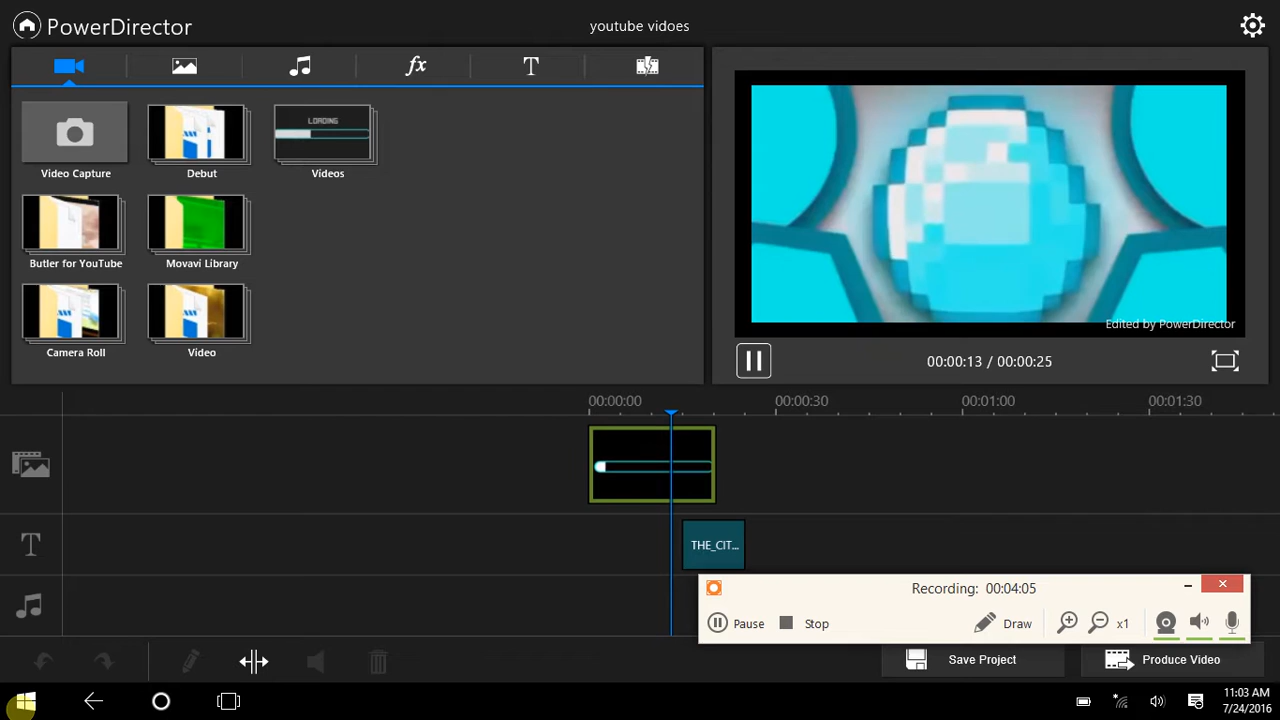 PowerDirector
youtube vidoes
fx
T
LOADING
Video Capture
Debut
Videos
Butler for YouTube
Movavi Library
Camera Roll
Video
Edited by PowerDirector
00:00:13 / 00:00:25
00:00:00
00:00:30
00:01:00
00:01:30
T
THE_CIT...
Recording: 00:04:05
Pause
Stop
Draw
x1
Save Project
Produce Video
11:03 AM
7/24/2016